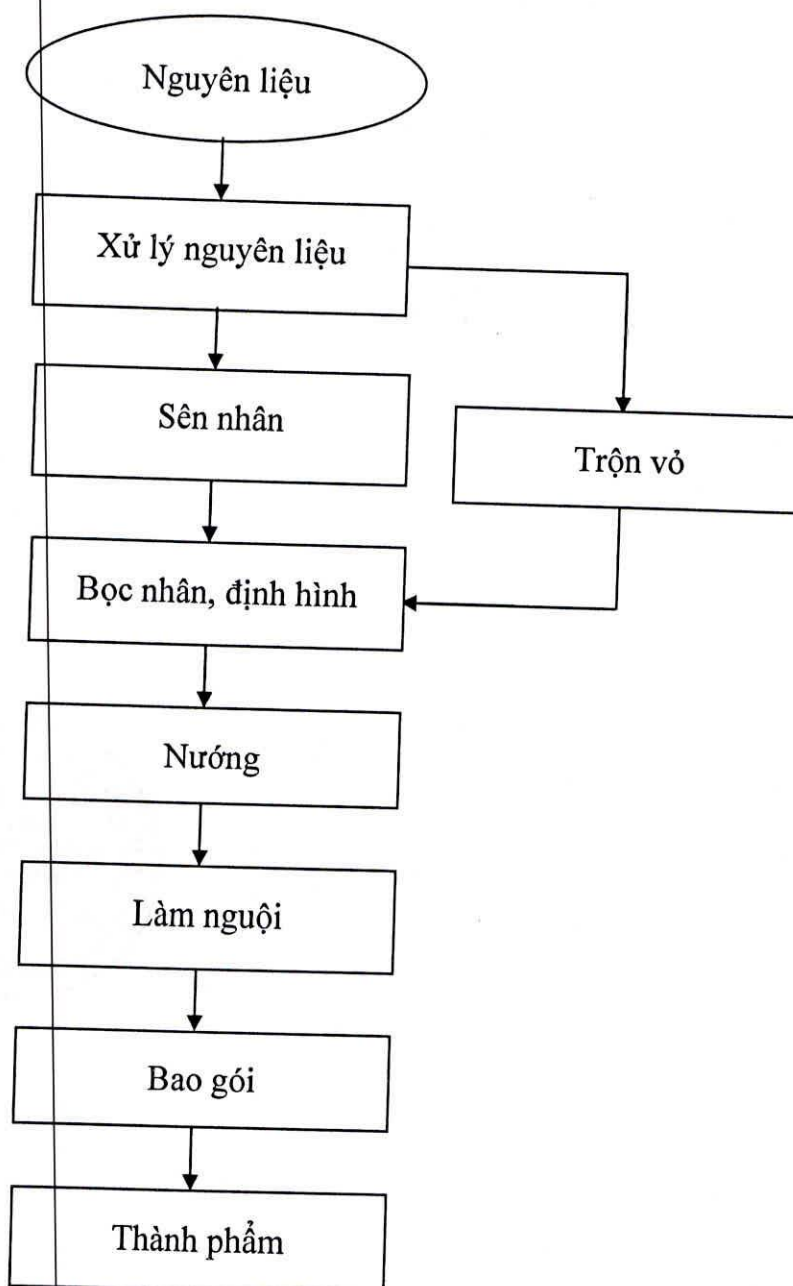 Nguyên liệu
Xử lý nguyên liệu
Sên nhân
Trộn vỏ
Bọc nhân, định hình
Nướng
Làm nguội
Bao gói
Thành phẩm